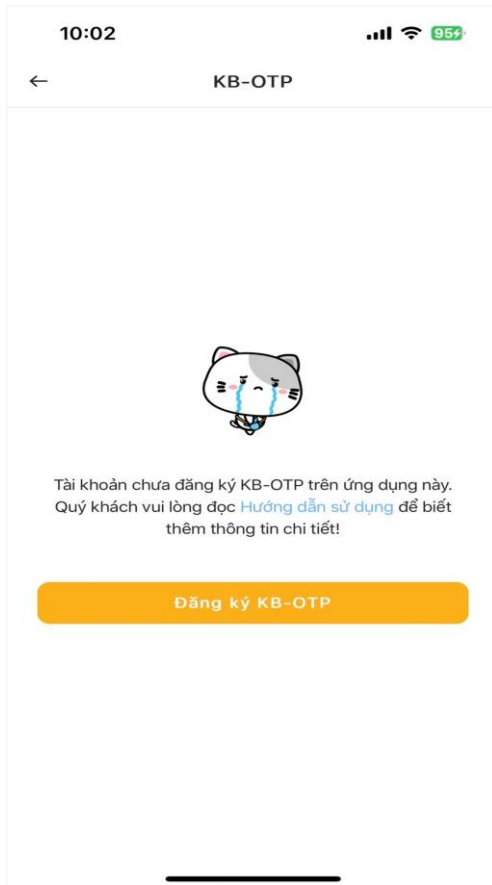 10:02
95
KB-OTP
Tài khoản chưa đăng ký KB-OTP trên ứng dụng này.
Quý khách vui lòng đọc Hướng dẫn sử dụng để biết
thêm thông tin chi tiết!
Đăng ký KB-OTP